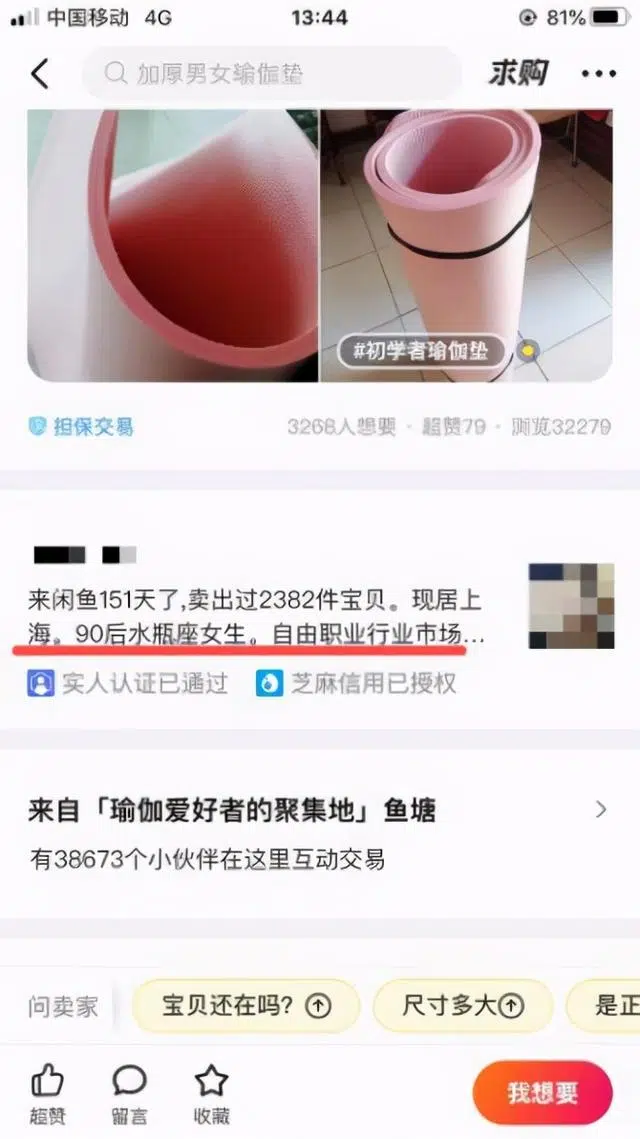 中国移动 4G 13:44 81%
加厚男女瑜伽垫 求购
#初学者瑜伽垫
担保交易 3268人想要 · 超赞79 · 浏览32279
来闲鱼151天了,卖出过2382件宝贝。现居上
海。90后水瓶座女生。自由职业行业市场...
实人认证已通过 芝麻信用已授权
来自「瑜伽爱好者的聚集地」鱼塘
有38673个小伙伴在这里互动交易
问卖家 宝贝还在吗? 尺寸多大 是正
超赞 留言 收藏 我想要